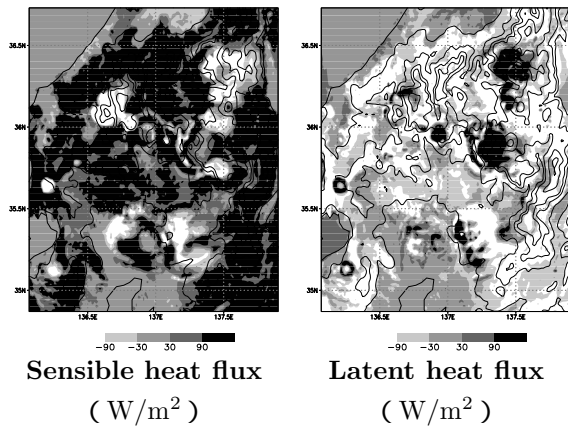 36.5N
36N
35.5N
35N
136.5E 137E 137.5E
−90 −30 30 90
Sensible heat flux
( W/m² )
36.5N
36N
35.5N
35N
136.5E 137E 137.5E
−90 −30 30 90
Latent heat flux
( W/m² )